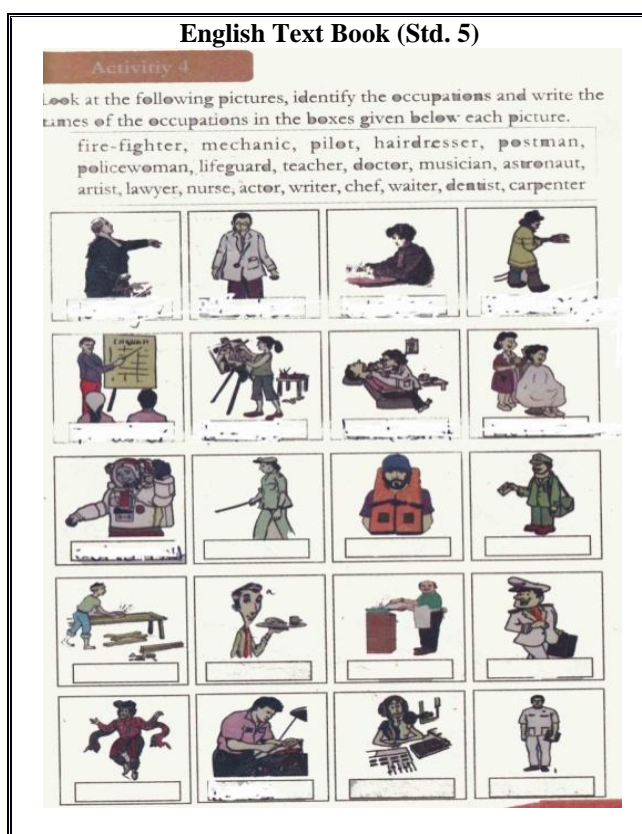 English Text Book (Std. 5)
Activitiy 4
Look at the following pictures, identify the occupations and write the
names of the occupations in the boxes given below each picture.
fire-fighter, mechanic, pilot, hairdresser, postman,
policewoman, lifeguard, teacher, doctor, musician, astronaut,
artist, lawyer, nurse, actor, writer, chef, waiter, dentist, carpenter